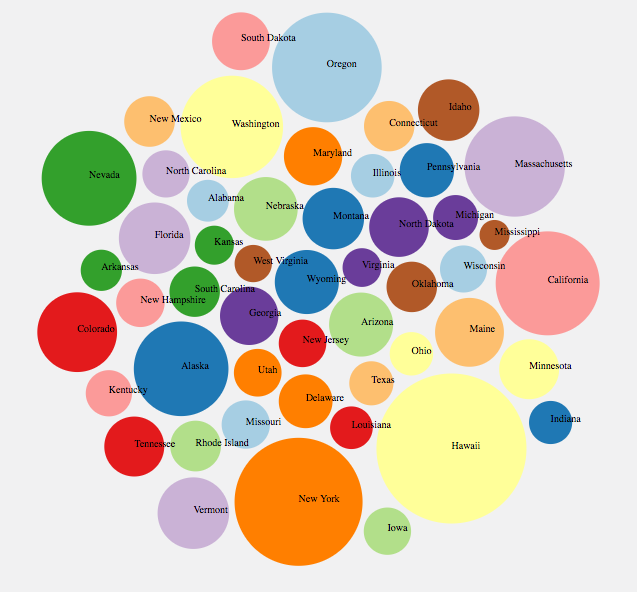 South Dakota
Oregon
Idaho
New Mexico
Washington
Connecticut
Maryland
Massachusetts
Nevada
North Carolina
Illinois
Pennsylvania
Alabama
Nebraska
Montana
North Dakota
Michigan
Mississippi
Florida
Kansas
West Virginia
Virginia
Wisconsin
Arkansas
South Carolina
Wyoming
Oklahoma
California
New Hampshire
Georgia
Arizona
Colorado
New Jersey
Maine
Ohio
Alaska
Utah
Texas
Minnesota
Kentucky
Delaware
Missouri
Louisiana
Indiana
Tennessee
Rhode Island
Hawaii
New York
Vermont
Iowa